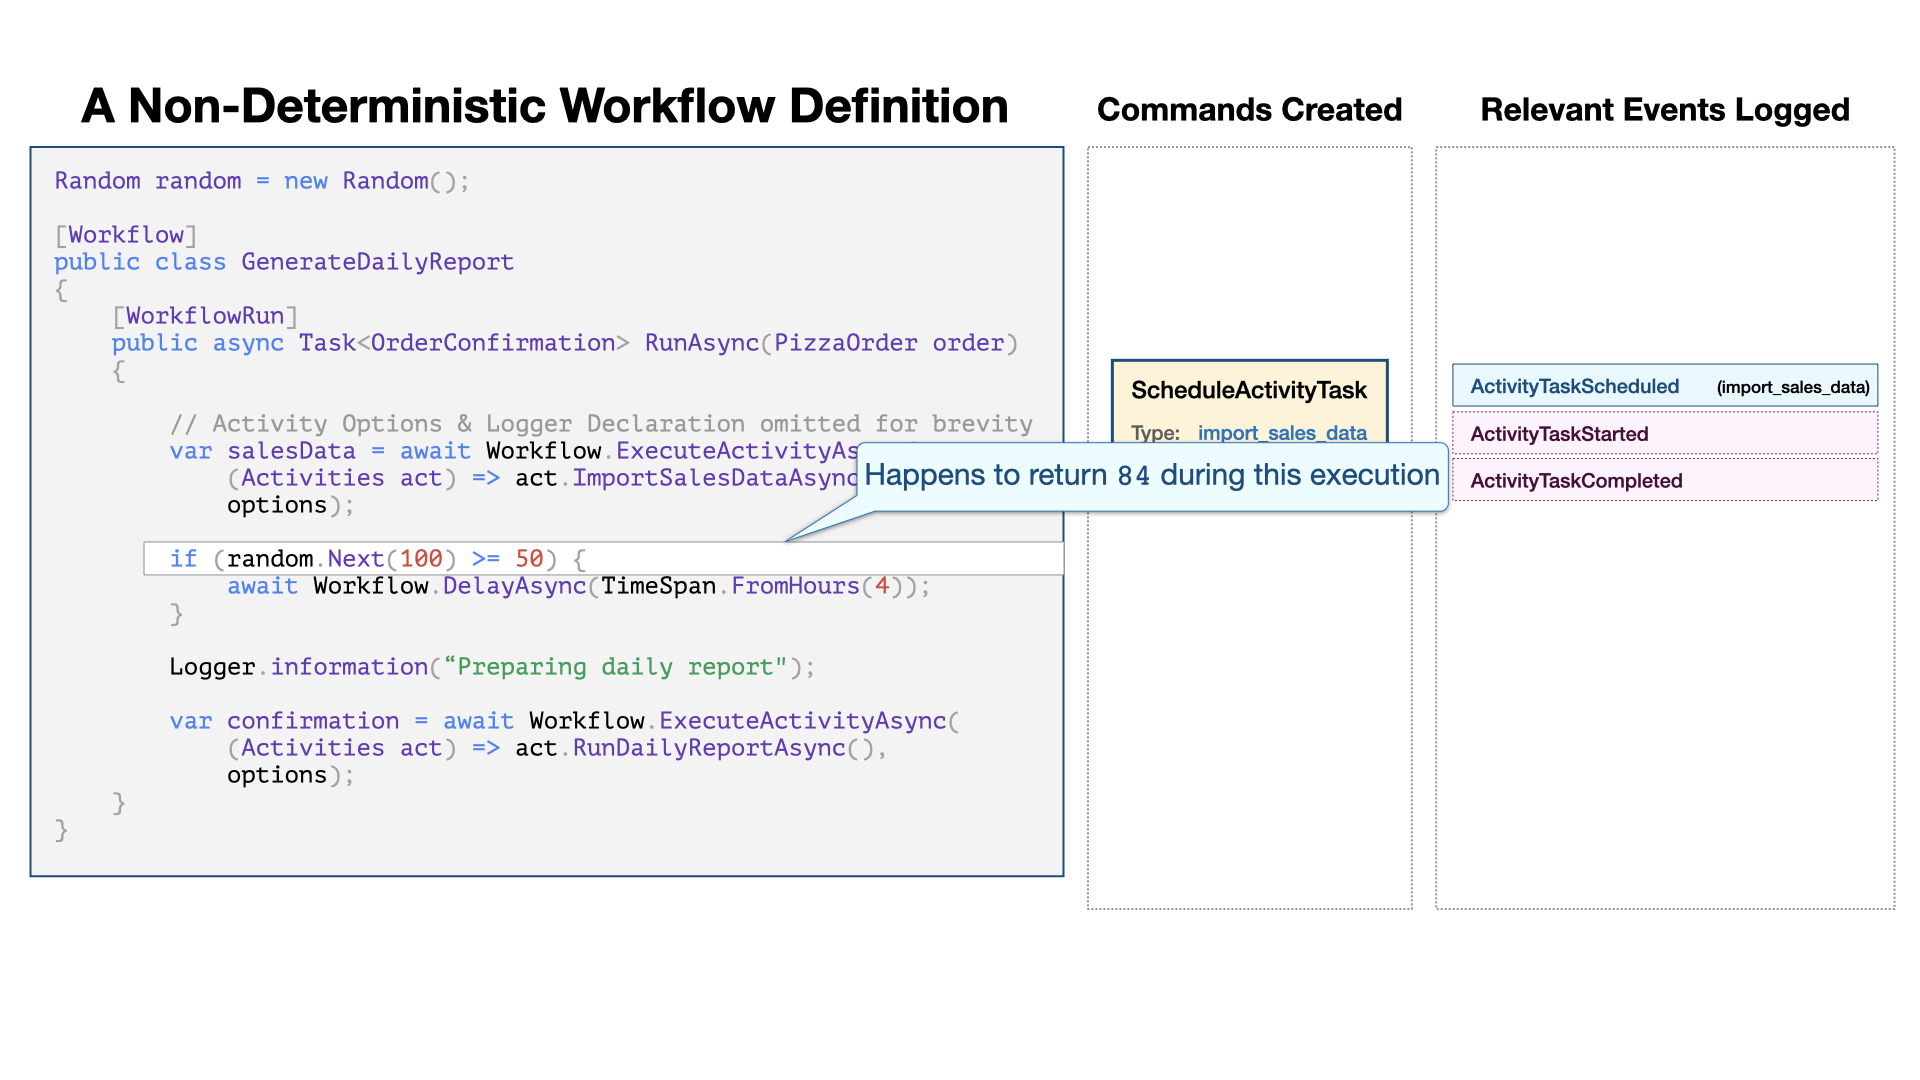 A Non-Deterministic Workflow Definition
Random random = new Random();
[Workflow]
public class GenerateDailyReport
{
[WorkflowRun]
public async Task<OrderConfirmation> RunAsync(PizzaOrder order)
{
// Activity Options & Logger Declaration omitted for brevity
var salesData = await Workflow.ExecuteActivityAs
(Activities act) => act.ImportSalesDataAsync
options);
if (random.Next(100) >= 50) {
await Workflow.DelayAsync(TimeSpan.FromHours(4));
}
Logger.information(“Preparing daily report");
var confirmation = await Workflow.ExecuteActivityAsync(
(Activities act) => act.RunDailyReportAsync(),
options);
}
}
Happens to return 84 during this execution
Commands Created
ScheduleActivityTask
Type: import_sales_data
Relevant Events Logged
ActivityTaskScheduled (import_sales_data)
ActivityTaskStarted
ActivityTaskCompleted